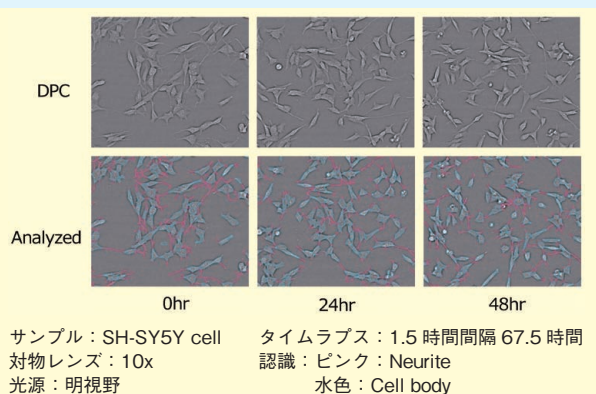 DPC
Analyzed
0hr 24hr 48hr
サンプル：SH-SY5Y cell
対物レンズ：10x
光源：明視野
タイムラプス：1.5 時間間隔 67.5 時間
認識：ピンク：Neurite
水色：Cell body